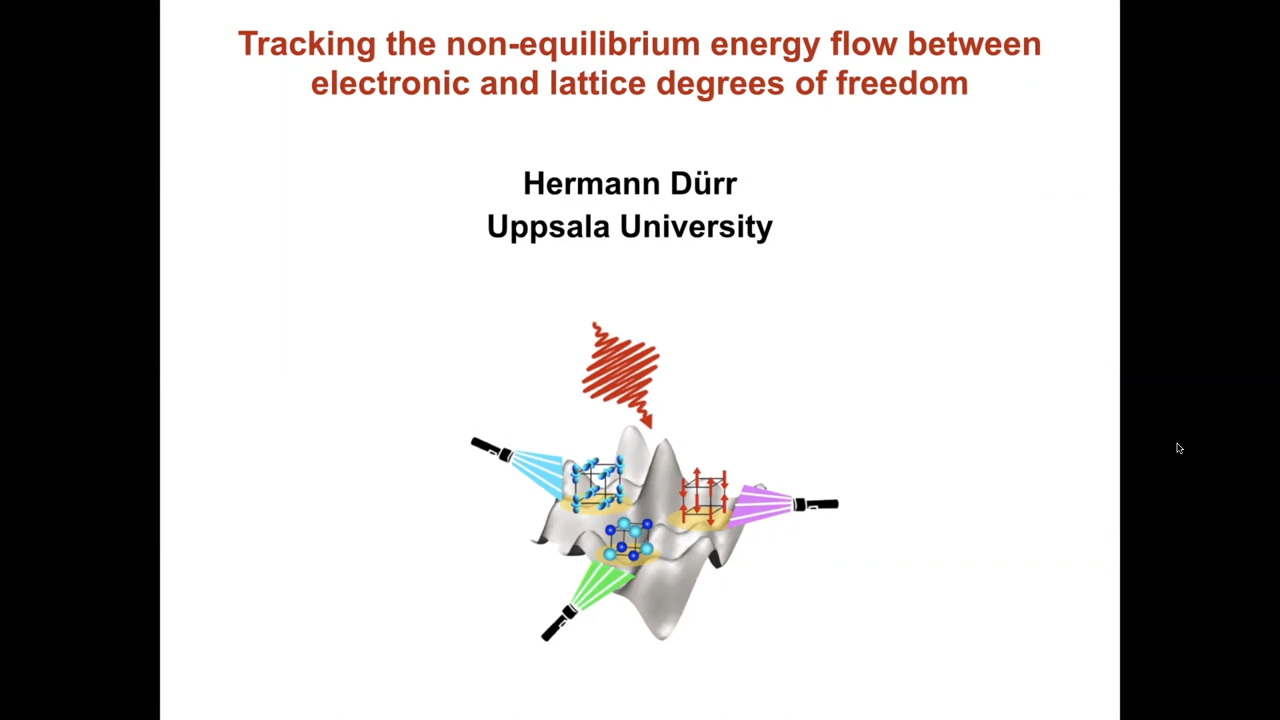 Tracking the non-equilibrium energy flow between
electronic and lattice degrees of freedom
Hermann Dürr
Uppsala University